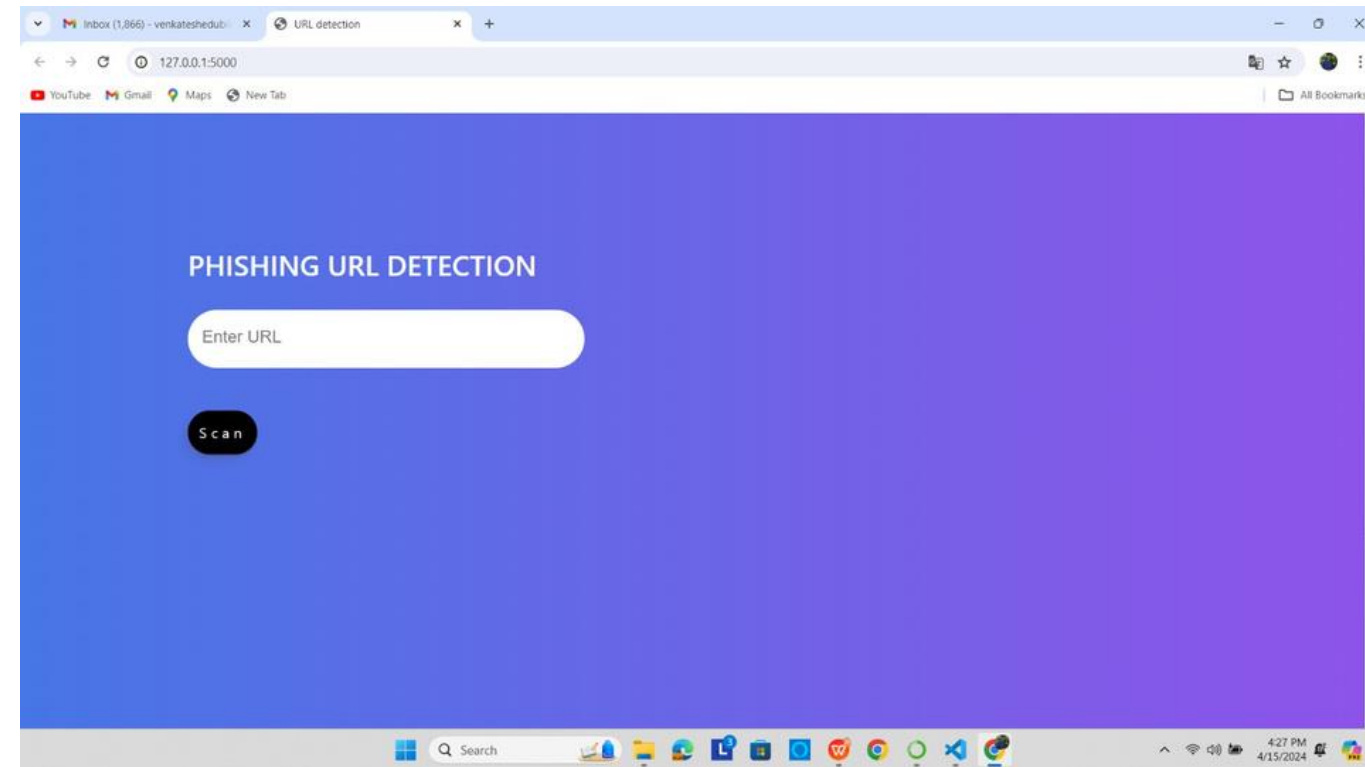 Inbox (1,866) - venkateshedub
URL detection
127.0.0.1:5000
YouTube
Gmail
Maps
New Tab
All Bookmarks
PHISHING URL DETECTION
Enter URL
Scan
Search
4:27 PM
4/15/2024